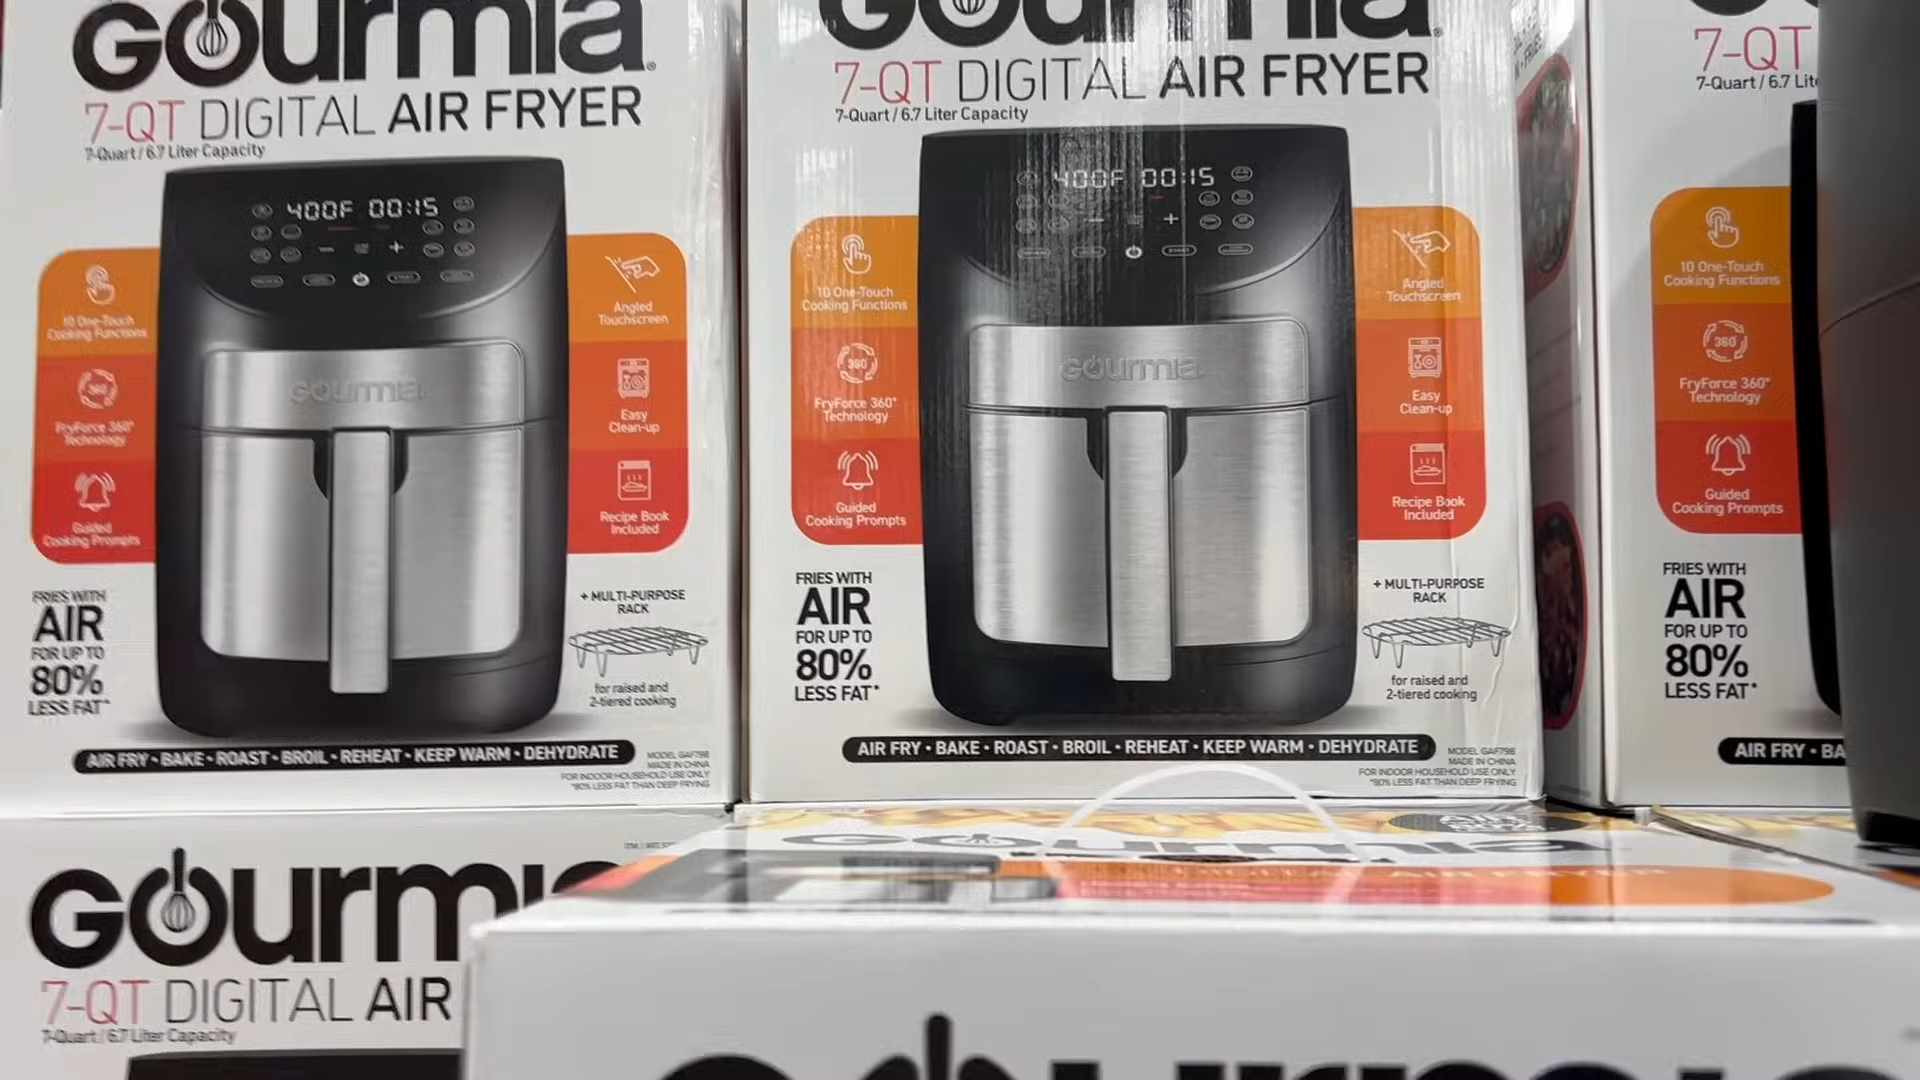 Gourmia
7-QT DIGITAL AIR FRYER
7-Quart / 6.7 Liter Capacity
400F 00:15
10 One-Touch
Cooking Functions
FryForce 360°
Technology
Guided
Cooking Prompts
Angled
Touchscreen
Easy
Clean-up
Recipe Book
Included
Gourmia
FRIES WITH
AIR
FOR UP TO
80%
LESS FAT*
+ MULTI-PURPOSE
RACK
for raised and
2-tiered cooking
AIR FRY • BAKE • ROAST • BROIL • REHEAT • KEEP WARM • DEHYDRATE
MODEL GAF798
MADE IN CHINA
FOR INDOOR HOUSEHOLD USE ONLY
*80% LESS FAT THAN DEEP FRYING
Gourmia
7-QT DIGITAL AIR FRYER
7-Quart / 6.7 Liter Capacity
400F 00:15
START
10 One-Touch
Cooking Functions
360
FryForce 360°
Technology
Guided
Cooking Prompts
Angled
Touchscreen
Easy
Clean-up
Recipe Book
Included
Gourmia
FRIES WITH
AIR
FOR UP TO
80%
LESS FAT*
+ MULTI-PURPOSE
RACK
for raised and
2-tiered cooking
AIR FRY • BAKE • ROAST • BROIL • REHEAT • KEEP WARM • DEHYDRATE
MODEL GAF798
MADE IN CHINA
FOR INDOOR HOUSEHOLD USE ONLY
*80% LESS FAT THAN DEEP FRYING
7-QT
7-Quart / 6.7 Lit
10 One-Touch
Cooking Functions
360
FryForce 360°
Technology
Guided
Cooking Prompts
FRIES WITH
AIR
FOR UP TO
80%
LESS FAT*
AIR FRY • BA
Gourmia
7-QT DIGITAL AIR
7-Quart / 6.7 Liter Capacity
Gourmia